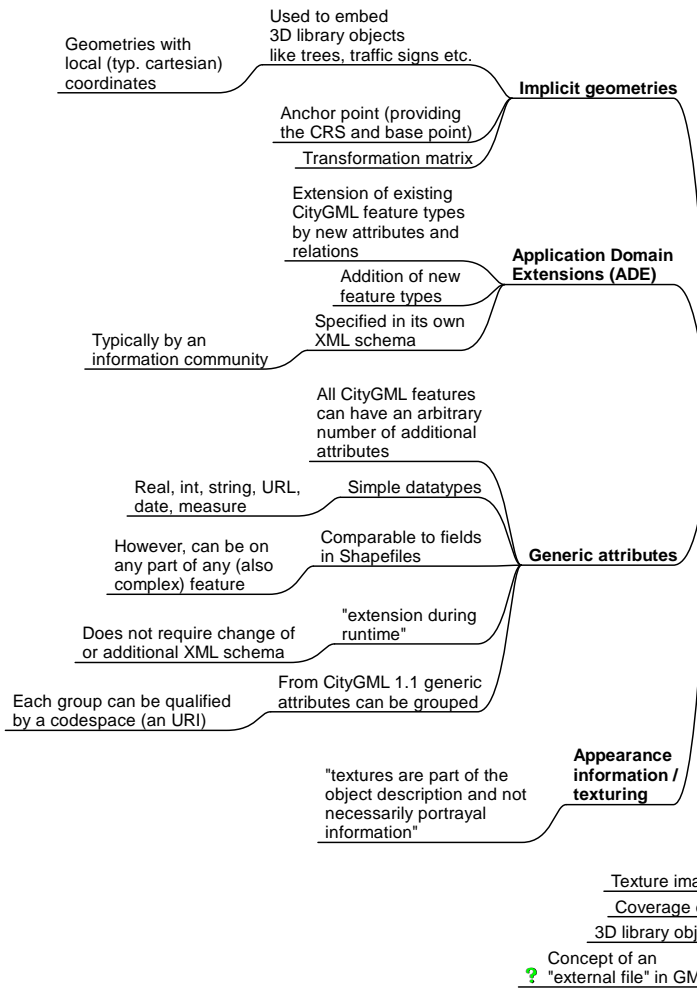 Used to embed
3D library objects
like trees, traffic signs etc.
Geometries with
local (typ. cartesian)
coordinates
Implicit geometries
Anchor point (providing
the CRS and base point)
Transformation matrix
Extension of existing
CityGML feature types
by new attributes and
relations
Application Domain
Extensions (ADE)
Addition of new
feature types
Specified in its own
XML schema
Typically by an
information community
All CityGML features
can have an arbitrary
number of additional
attributes
Simple datatypes
Real, int, string, URL,
date, measure
Comparable to fields
in Shapefiles
However, can be on
any part of any (also
complex) feature
Generic attributes
"extension during
runtime"
Does not require change of
or additional XML schema
From CityGML 1.1 generic
attributes can be grouped
Each group can be qualified
by a codespace (an URI)
Appearance
information /
texturing
"textures are part of the
object description and not
necessarily portrayal
information"
Texture
Coverage
3D library
Concept of an
? "external file" in